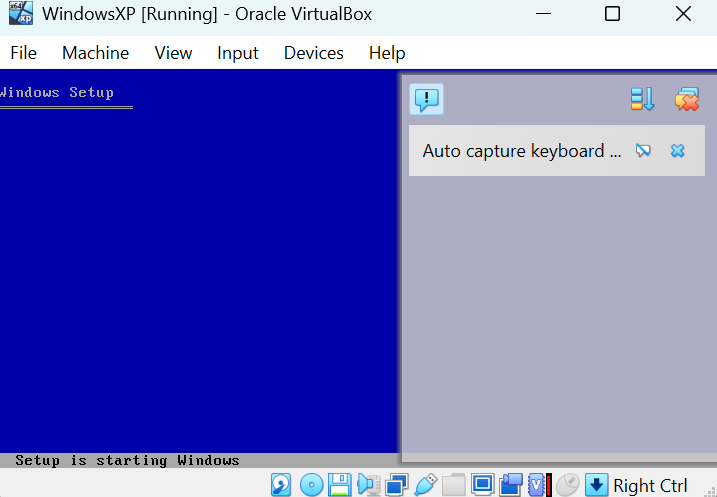 WindowsXP [Running] - Oracle VirtualBox
File Machine View Input Devices Help
Windows Setup
Auto capture keyboard ...
Setup is starting Windows
Right Ctrl